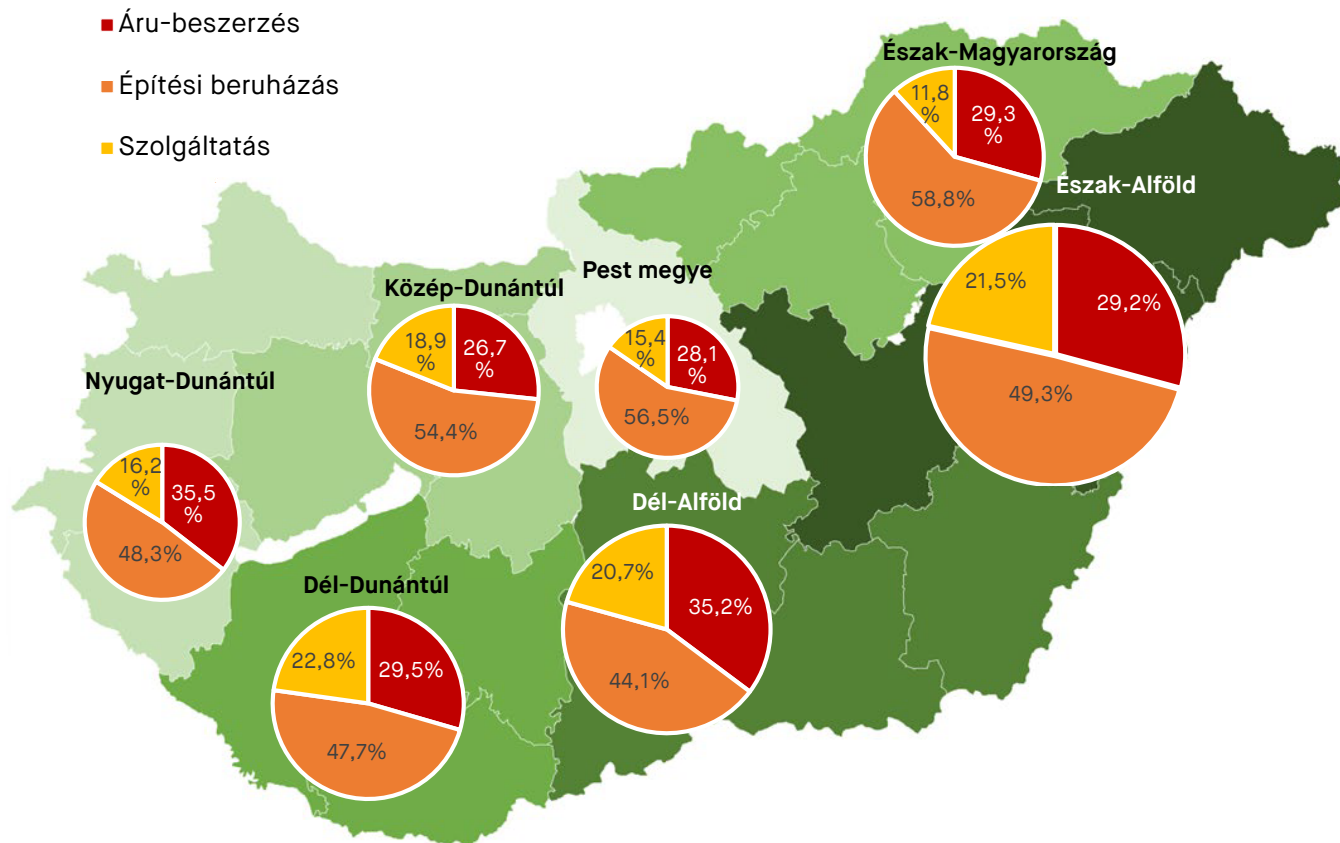 Áru-beszerzés
Építési beruházás
Szolgáltatás
Észak-Magyarország
11,8
%
29,3
%
58,8%
Észak-Alföld
21,5%
29,2%
49,3%
Pest megye
15,4
%
28,1
%
56,5%
Közép-Dunántúl
18,9
%
26,7
%
54,4%
Nyugat-Dunántúl
16,2
%
35,5
%
48,3%
Dél-Alföld
20,7%
35,2%
44,1%
Dél-Dunántúl
22,8%
29,5%
47,7%